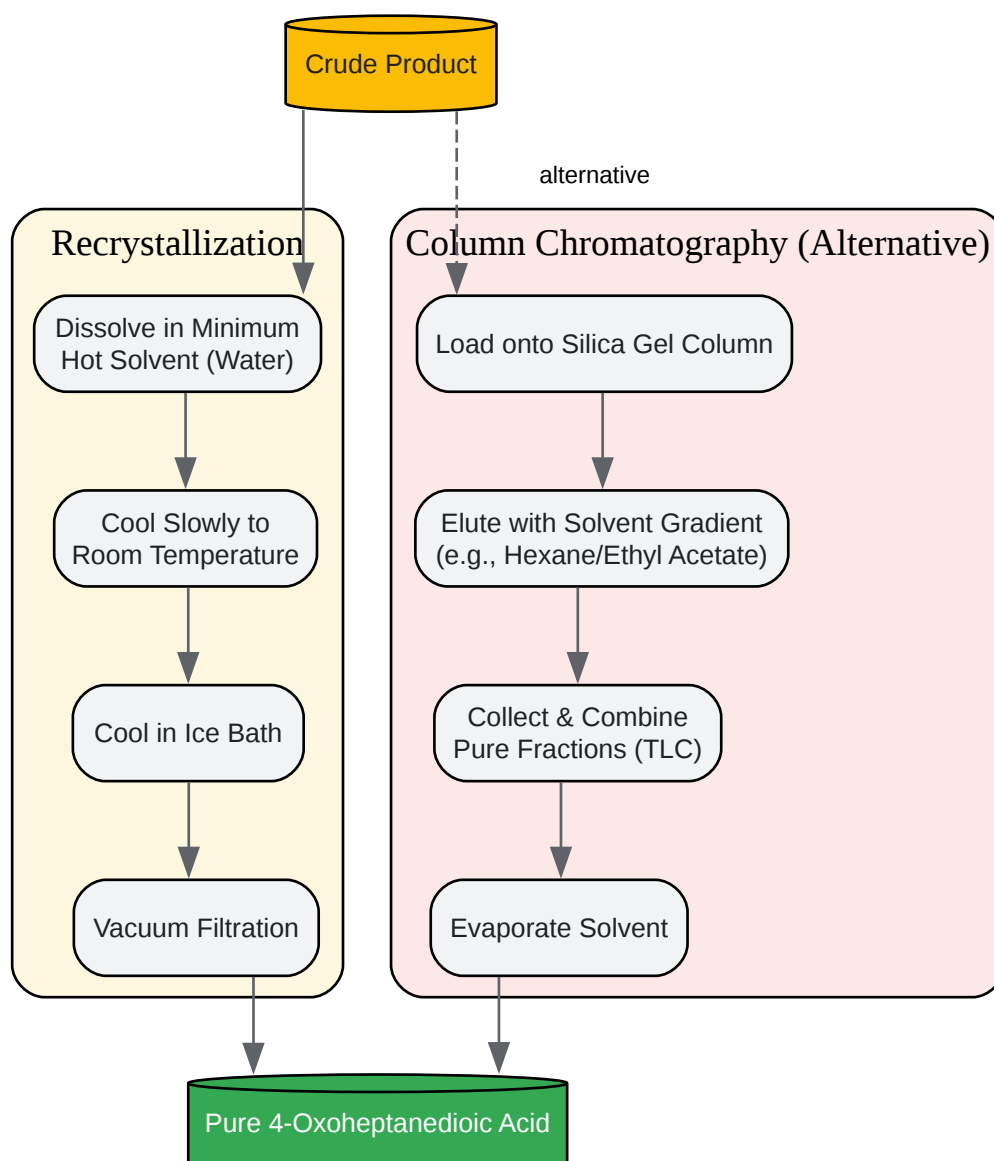 Crude Product
alternative
Recrystallization
Dissolve in Minimum
Hot Solvent (Water)
Cool Slowly to
Room Temperature
Cool in Ice Bath
Vacuum Filtration
Column Chromatography (Alternative)
Load onto Silica Gel Column
Elute with Solvent Gradient
(e.g., Hexane/Ethyl Acetate)
Collect & Combine
Pure Fractions (TLC)
Evaporate Solvent
Pure 4-Oxoheptanedioic Acid